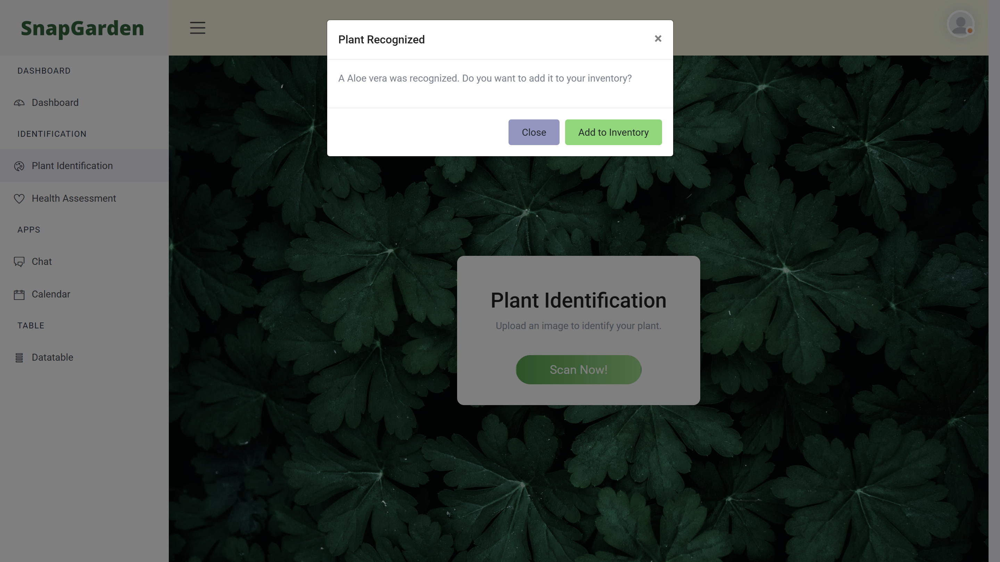 SnapGarden
Plant Recognized
×
A Aloe vera was recognized. Do you want to add it to your inventory?
Close
Add to Inventory
DASHBOARD
Dashboard
IDENTIFICATION
Plant Identification
Health Assessment
APPS
Chat
Calendar
TABLE
Datatable
Plant Identification
Upload an image to identify your plant.
Scan Now!